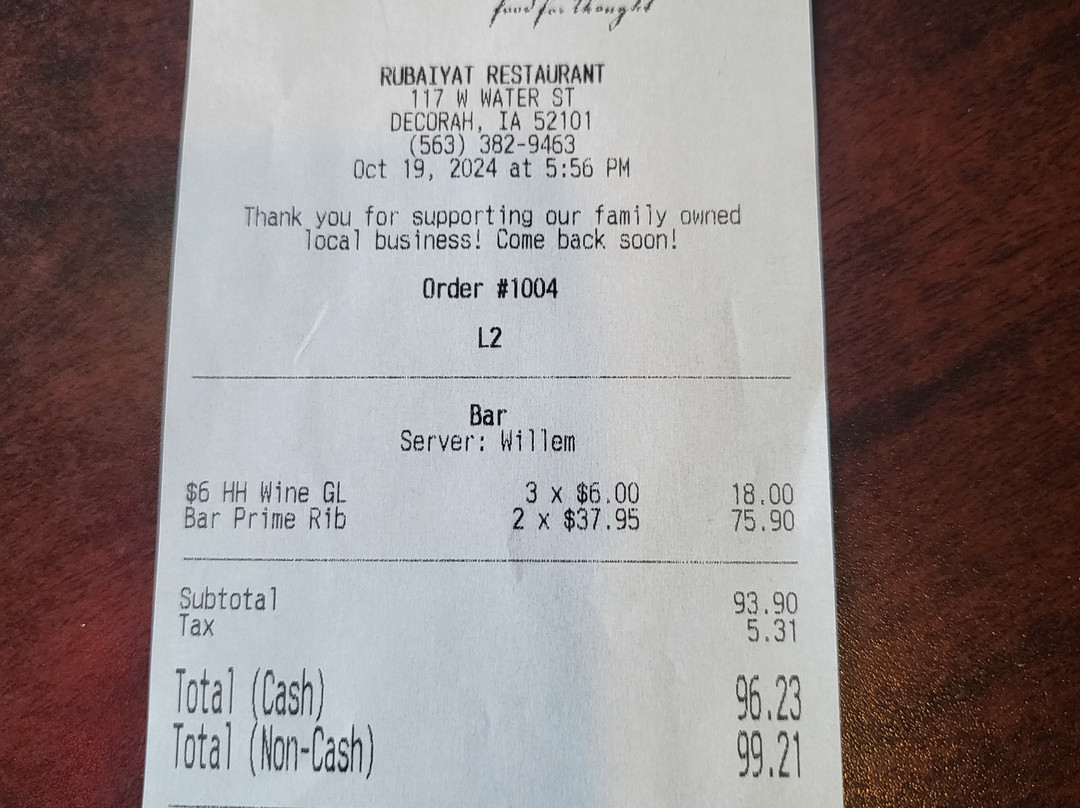 food for thought
RUBAIYAT RESTAURANT
117 W WATER ST
DECORAH, IA 52101
(563) 382-9463
Oct 19, 2024 at 5:56 PM
Thank you for supporting our family owned
local business! Come back soon!
Order #1004
L2
Bar
Server: Willem
$6 HH Wine GL 3 x $6.00 18.00
Bar Prime Rib 2 x $37.95 75.90
Subtotal 93.90
Tax 5.31
Total (Cash) 96.23
Total (Non-Cash) 99.21